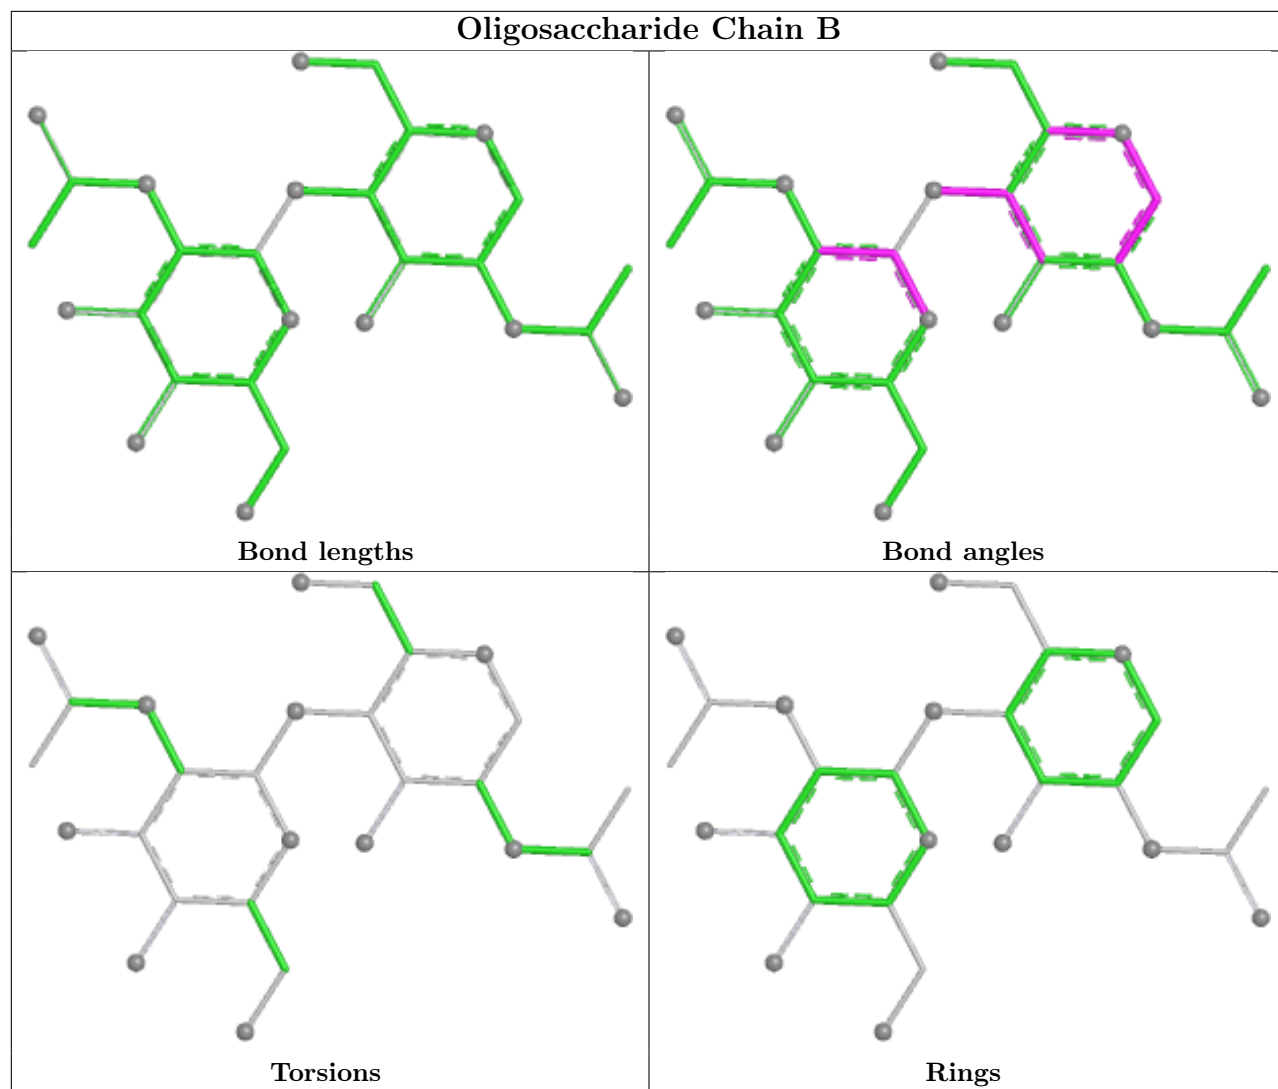 Oligosaccharide Chain B
Bond lengths
Bond angles
Torsions
Rings